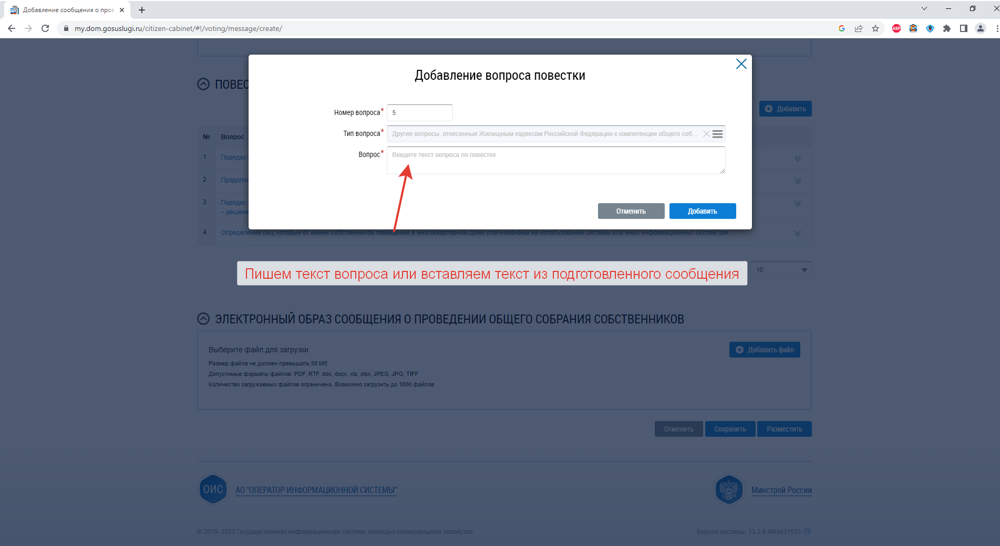 Добавление сообщения о пров
my.dom.gosuslugi.ru/citizen-cabinet/#!/voting/message/create/
G
ABP
Добавление вопроса повестки
ПОВЕС
Номер вопроса* 5
Добавить
Тип вопроса* Другие вопросы, отнесенные Жилищным кодексом Российской Федерации к компетенции общего соб...
№ Вопрос
Вопрос* Введите текст вопроса по повестке
1 Порядок
2 Продолж
3 Порядок
– решени
Отменить Добавить
4 Определение лиц, которые от имени собственников помещений в многоквартирном доме уполномочены на использование системы или иных информационных систем при...
Пишем текст вопроса или вставляем текст из подготовленного сообщения
10
ЭЛЕКТРОННЫЙ ОБРАЗ СООБЩЕНИЯ О ПРОВЕДЕНИИ ОБЩЕГО СОБРАНИЯ СОБСТВЕННИКОВ
Выберите файл для загрузки
Добавить файл
Размер файла не должен превышать 50 Мб
Допустимые форматы файлов: PDF, RTF, doc, docx, xls, xlsx, JPEG, JPG, TIFF
Количество загружаемых файлов ограничено. Возможно загрузить до 1000 файлов
Отменить Сохранить Разместить
ОИС АО "ОПЕРАТОР ИНФОРМАЦИОННОЙ СИСТЕМЫ"
Минстрой России
© 2016–2023 Государственная информационная система жилищно-коммунального хозяйства
Версия системы: 13.2.6.0#rev21553